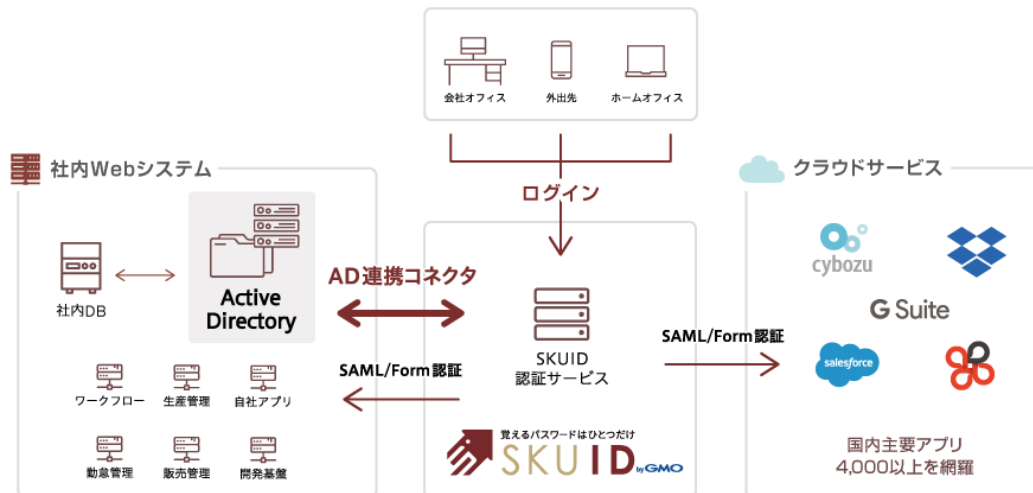 会社オフィス
外出先
ホームオフィス
社内Webシステム
ログイン
クラウドサービス
社内DB
Active
Directory
AD連携コネクタ
SAML/Form認証
SKUID
認証サービス
SAML/Form認証
cybozu
G Suite
salesforce
ワークフロー
生産管理
自社アプリ
勤怠管理
販売管理
開発基盤
覚えるパスワードはひとつだけ
SKUID
by GMO
国内主要アプリ
4,000以上を網羅